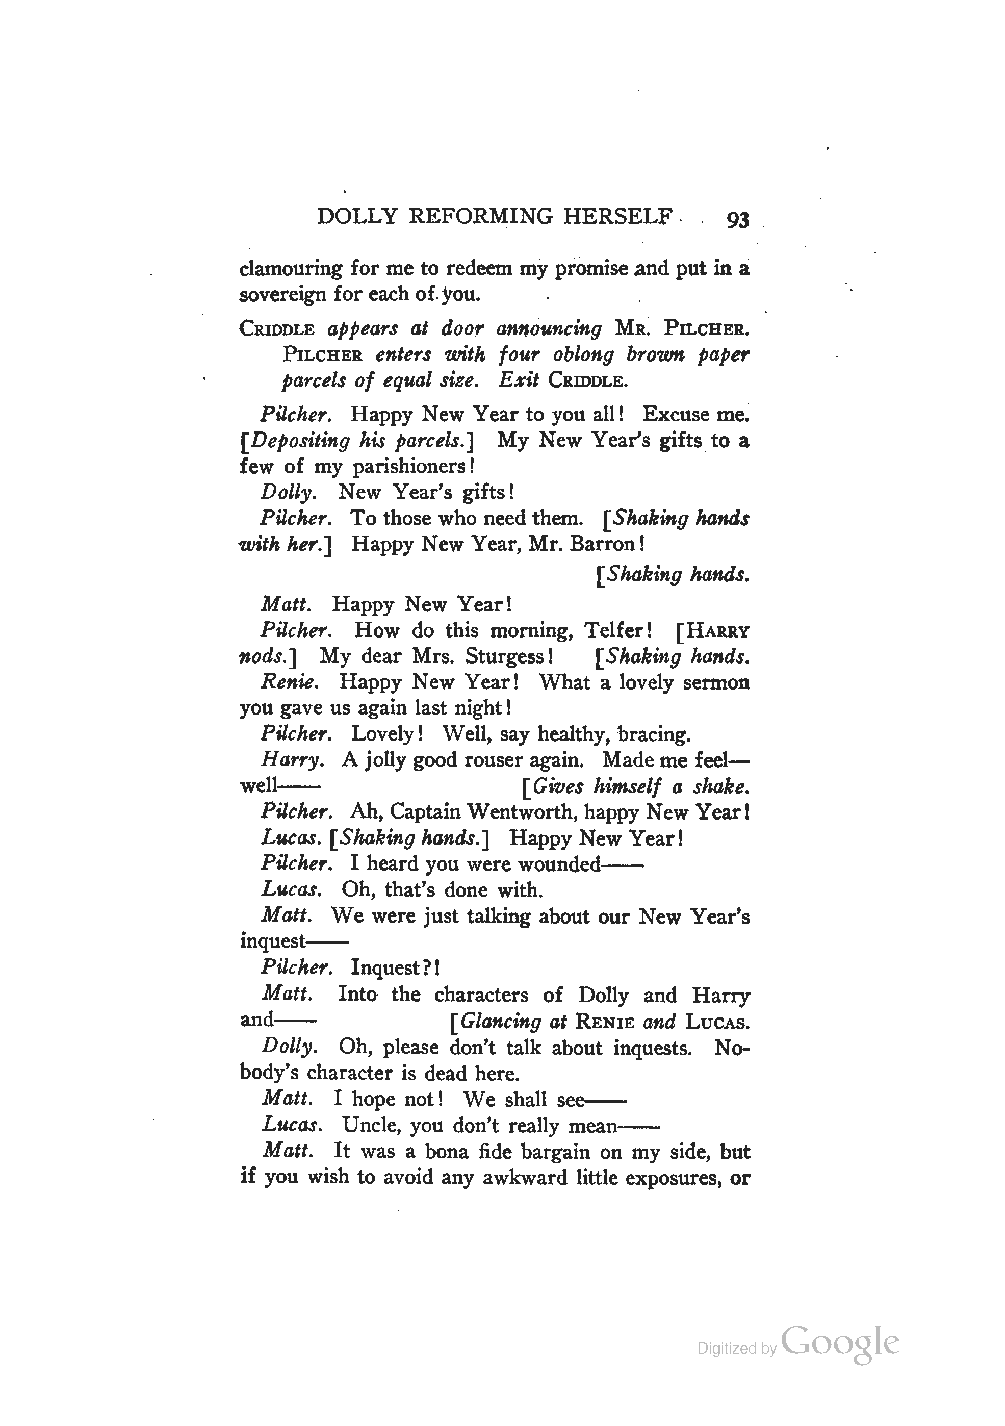 DOLLY REFORMING HERSELF 93
clamouring for me to redeem my promise and put in a
sovereign for each of you.
CRIDDLE appears at door announcing MR. PILCHER.
PILCHER enters with four oblong brown paper
parcels of equal size. Exit CRIDDLE.
Pilcher. Happy New Year to you all! Excuse me.
[Depositing his parcels.] My New Year's gifts to a
few of my parishioners!
Dolly. New Year's gifts!
Pilcher. To those who need them. [Shaking hands
with her.] Happy New Year, Mr. Barron!
[Shaking hands.
Matt. Happy New Year!
Pilcher. How do this morning, Telfer! [HARRY
nods.] My dear Mrs. Sturgess! [Shaking hands.
Renie. Happy New Year! What a lovely sermon
you gave us again last night!
Pilcher. Lovely! Well, say healthy, bracing.
Harry. A jolly good rouser again. Made me feel—
well—— [Gives himself a shake.
Pilcher. Ah, Captain Wentworth, happy New Year!
Lucas. [Shaking hands.] Happy New Year!
Pilcher. I heard you were wounded——
Lucas. Oh, that's done with.
Matt. We were just talking about our New Year's
inquest——
Pilcher. Inquest?!
Matt. Into the characters of Dolly and Harry
and—— [Glancing at RENIE and LUCAS.
Dolly. Oh, please don't talk about inquests. No-
body's character is dead here.
Matt. I hope not! We shall see——
Lucas. Uncle, you don't really mean——
Matt. It was a bona fide bargain on my side, but
if you wish to avoid any awkward little exposures, or
Digitized by Google